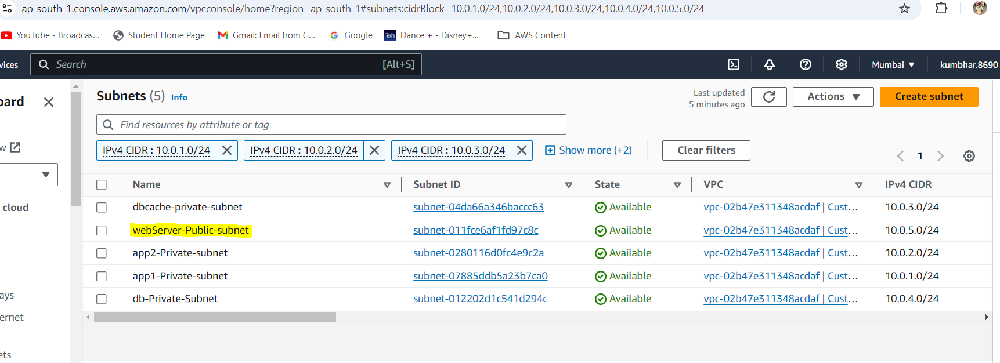 ap-south-1.console.aws.amazon.com/vpcconsole/home?region=ap-south-1#subnets:cidrBlock=10.0.1.0/24,10.0.2.0/24,10.0.3.0/24,10.0.4.0/24,10.0.5.0/24
YouTube - Broadcas... Student Home Page Gmail: Email from G... Google Dance + - Disney+... AWS Content
vices Search [Alt+S] Mumbai kumbhar.8690
oard
Subnets (5) Info
Last updated
5 minutes ago
Actions Create subnet
Find resources by attribute or tag
w
IPv4 CIDR : 10.0.1.0/24 IPv4 CIDR : 10.0.2.0/24 IPv4 CIDR : 10.0.3.0/24 Show more (+2) Clear filters
1
Name Subnet ID State VPC IPv4 CIDR
cloud
dbcache-private-subnet subnet-04da66a346baccc63 Available vpc-02b47e311348acdaf | Cust... 10.0.3.0/24
webServer-Public-subnet subnet-011fce6af1fd97c8c Available vpc-02b47e311348acdaf | Cust... 10.0.5.0/24
app2-Private-subnet subnet-0280116d0fc4e9c2a Available vpc-02b47e311348acdaf | Cust... 10.0.2.0/24
app1-Private-subnet subnet-07885ddb5a23b7ca0 Available vpc-02b47e311348acdaf | Cust... 10.0.1.0/24
db-Private-Subnet subnet-012202d1c541d294c Available vpc-02b47e311348acdaf | Cust... 10.0.4.0/24
ays
ernet
ets